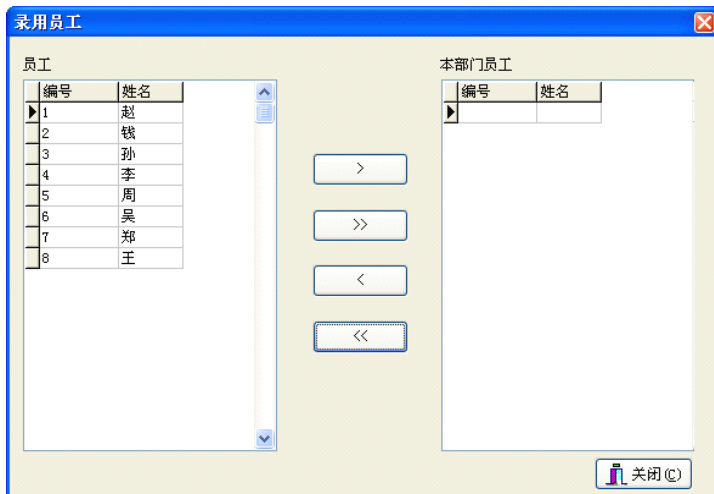 录用员工
员工
本部门员工
编号 姓名
1 赵
2 钱
3 孙
4 李
5 周
6 吴
7 郑
8 王
>
>>
<
<<
编号 姓名
关闭(C)